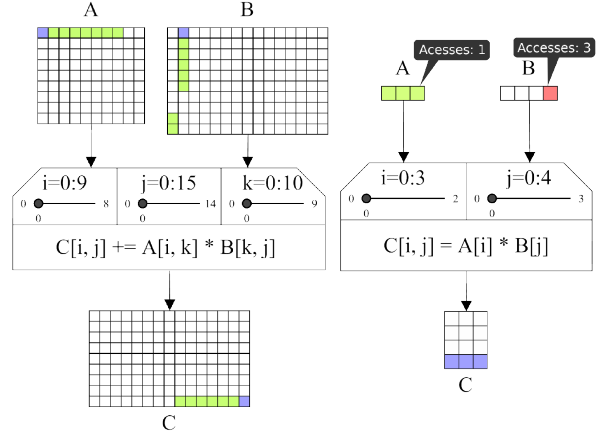 A
B
i=0:9
j=0:15
k=0:10
0
8
0
0
14
0
0
9
0
C[i, j] += A[i, k] * B[k, j]
C
Acesses: 1
Accesses: 3
A
B
i=0:3
j=0:4
0
2
0
0
3
0
C[i, j] = A[i] * B[j]
C